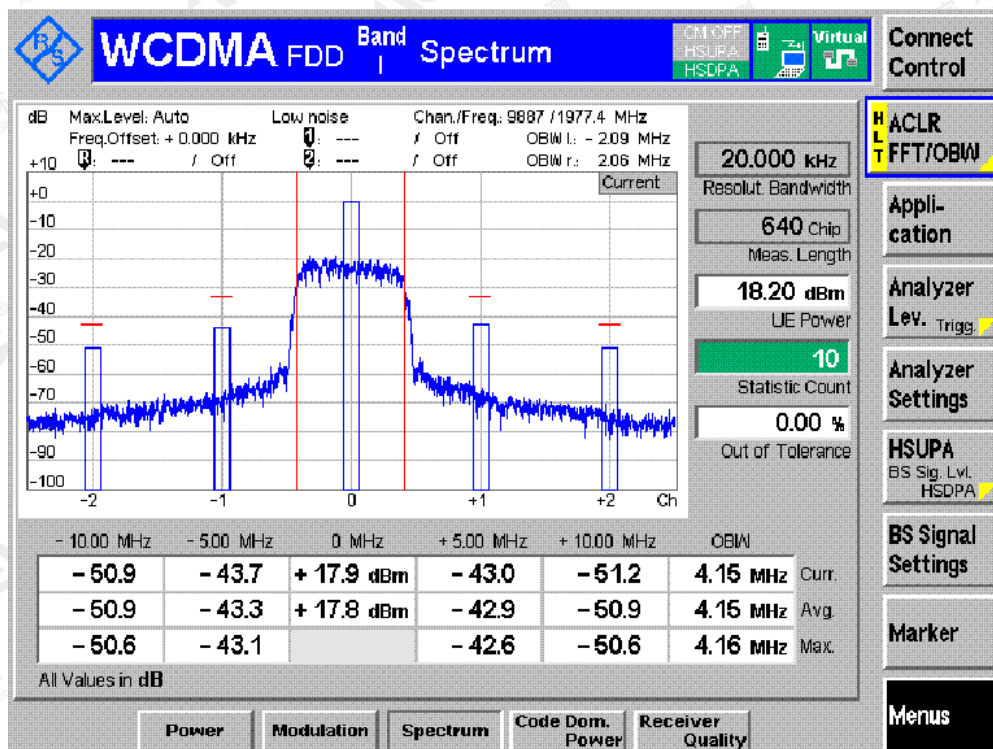 R&S
WCDMA FDD Band I Spectrum
HSUPA
HSDPA
Virtual
Connect Control
dB Max.Level: Auto Low noise Chan./Freq.: 9887 /1977.4 MHz
Freq.Offset: + 0.000 kHz 1: --- / Off OBW l.: – 2.09 MHz
R: --- / Off 2: --- / Off OBW r.: 2.06 MHz
Current
+10
+0
–10
–20
–30
–40
–50
–60
–70
–90
–100
–2 –1 0 +1 +2 Ch
20.000 kHz
Resolut. Bandwidth
640 Chip
Meas. Length
18.20 dBm
UE Power
10
Statistic Count
0.00 %
Out of Tolerance
– 10.00 MHz – 5.00 MHz 0 MHz + 5.00 MHz + 10.00 MHz OBW
– 50.9 – 43.7 + 17.9 dBm – 43.0 – 51.2 4.15 MHz Curr.
– 50.9 – 43.3 + 17.8 dBm – 42.9 – 50.9 4.15 MHz Avg.
– 50.6 – 43.1 – 42.6 – 50.6 4.16 MHz Max.
All Values in dB
HLT
ACLR
FFT/OBW
Appli-
cation
Analyzer
Lev. Trigg.
Analyzer
Settings
HSUPA
BS Sig. Lvl.
HSDPA
BS Signal
Settings
Marker
Menus
Power
Modulation
Spectrum
Code Dom.
Power
Receiver
Quality